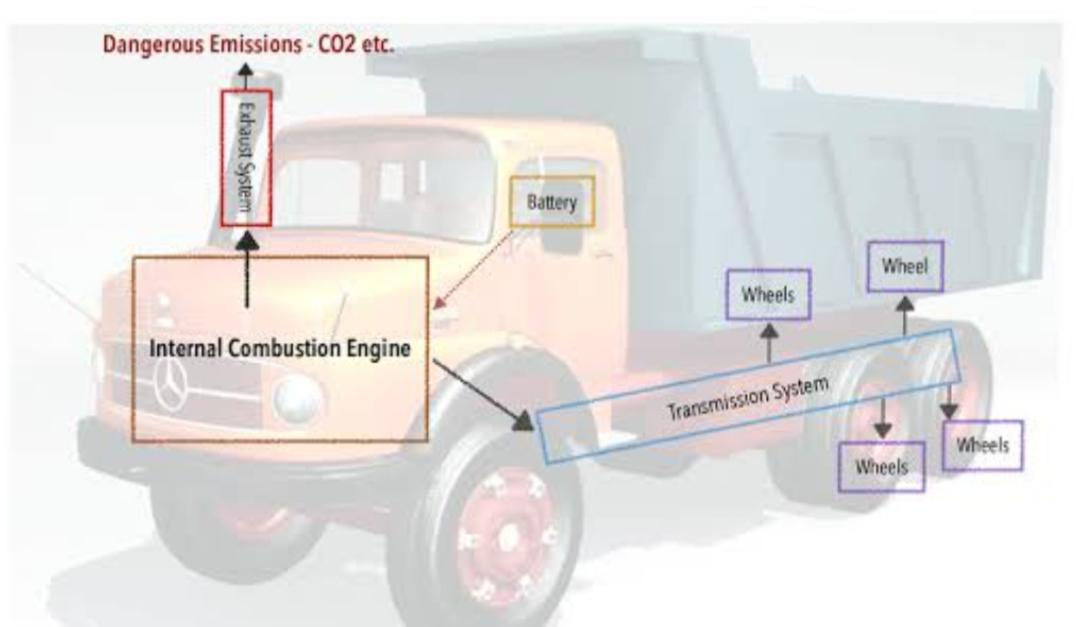 Dangerous Emissions - CO2 etc.
Exhaust System
Battery
Internal Combustion Engine
Wheels
Wheel
Transmission System
Wheels
Wheels